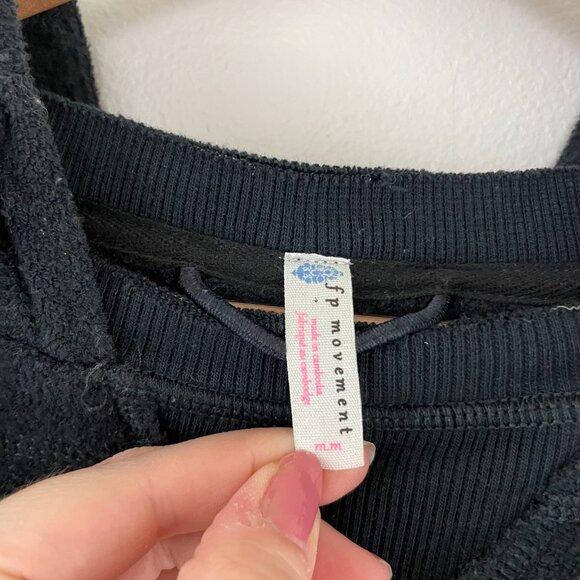 fp movement
made in cambodia
fabriqué au cambodge
m.m